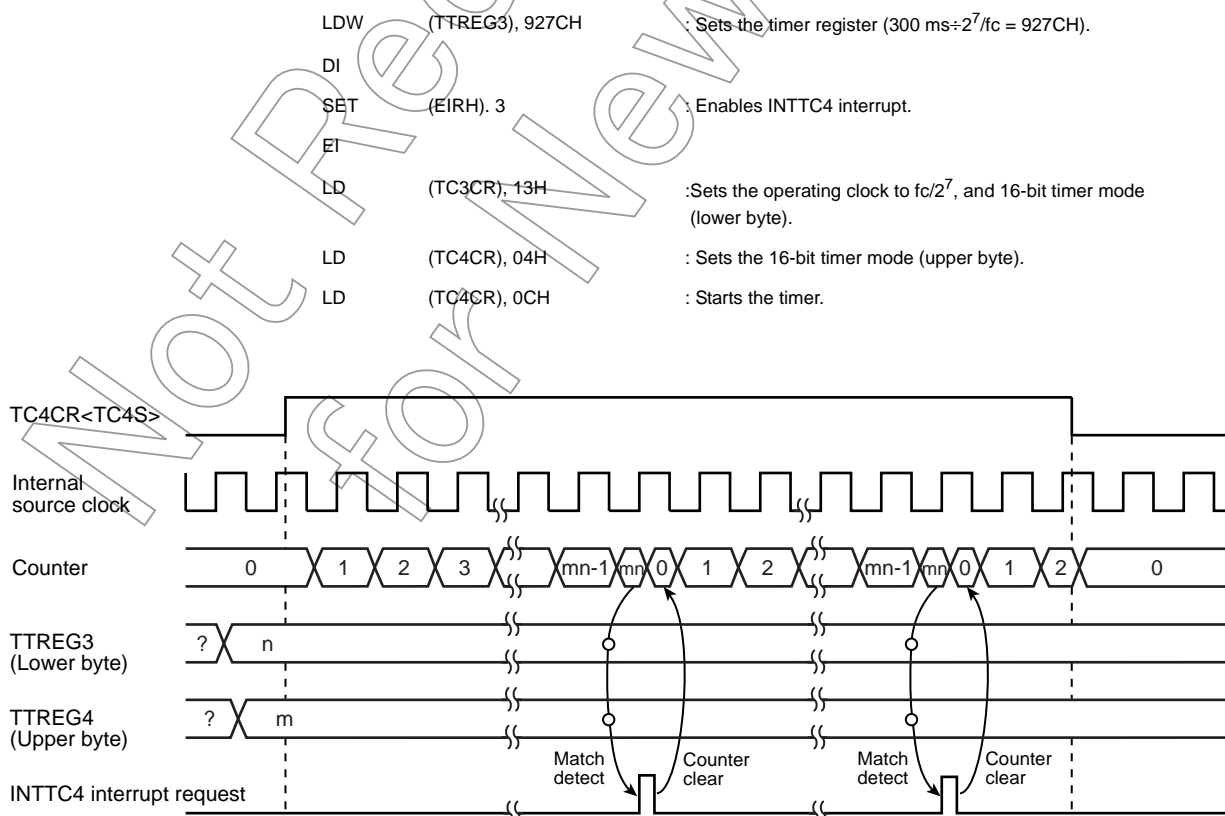 LDW (TTREG3), 927CH : Sets the timer register (300 ms÷2⁷/fc = 927CH).
DI
SET (EIRH). 3 : Enables INTTC4 interrupt.
EI
LD (TC3CR), 13H :Sets the operating clock to fc/2⁷, and 16-bit timer mode
(lower byte).
LD (TC4CR), 04H : Sets the 16-bit timer mode (upper byte).
LD (TC4CR), 0CH : Starts the timer.
Not Re
for New
TC4CR<TC4S>
Internal
source clock
Counter 0 1 2 3 mn-1 mn 0 1 2 mn-1 mn 0 1 2 0
TTREG3
(Lower byte) ? n
TTREG4
(Upper byte) ? m
Match
detect
Counter
clear
Match
detect
Counter
clear
INTTC4 interrupt request